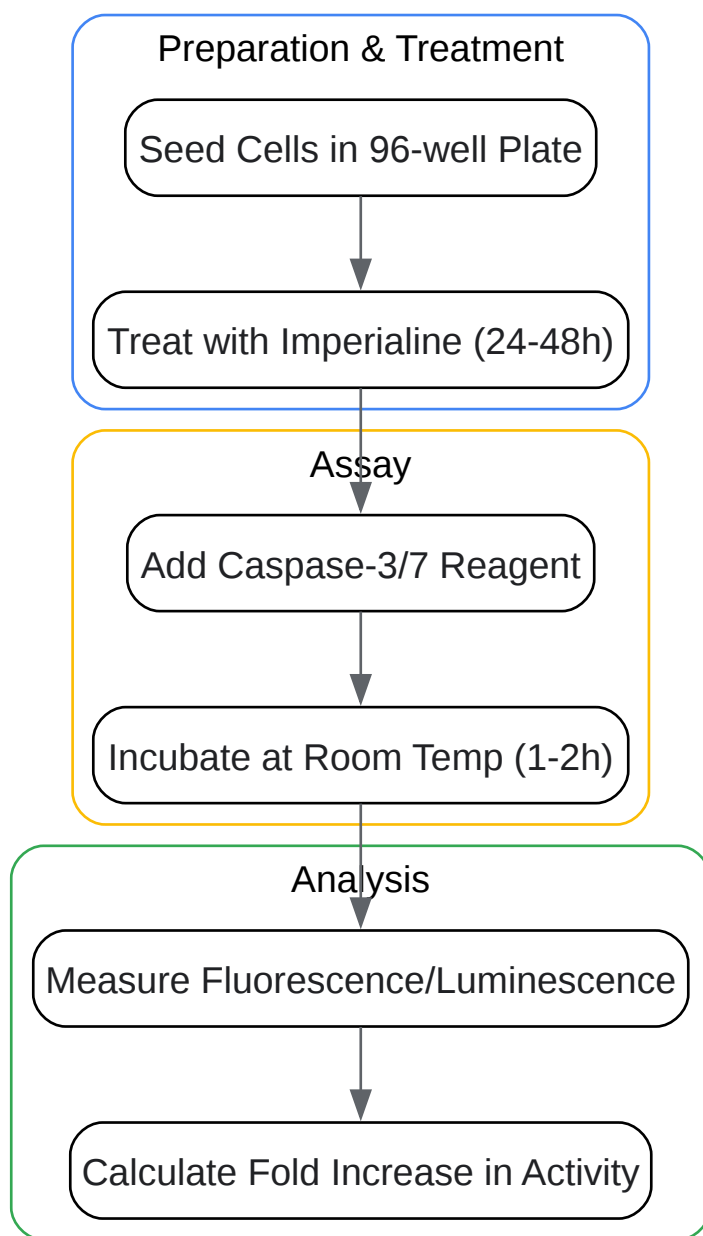 Preparation & Treatment
Seed Cells in 96-well Plate
Treat with Imperialine (24-48h)
Assay
Add Caspase-3/7 Reagent
Incubate at Room Temp (1-2h)
Analysis
Measure Fluorescence/Luminescence
Calculate Fold Increase in Activity